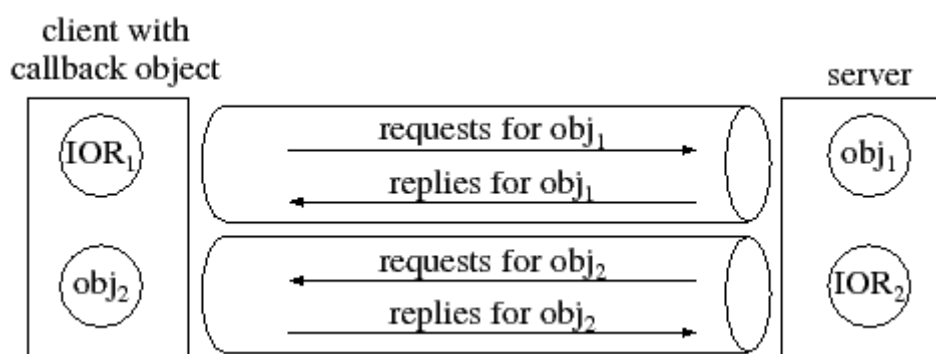 client with
callback object
server
IOR₁
requests for obj₁
obj₁
replies for obj₁
requests for obj₂
obj₂
IOR₂
replies for obj₂